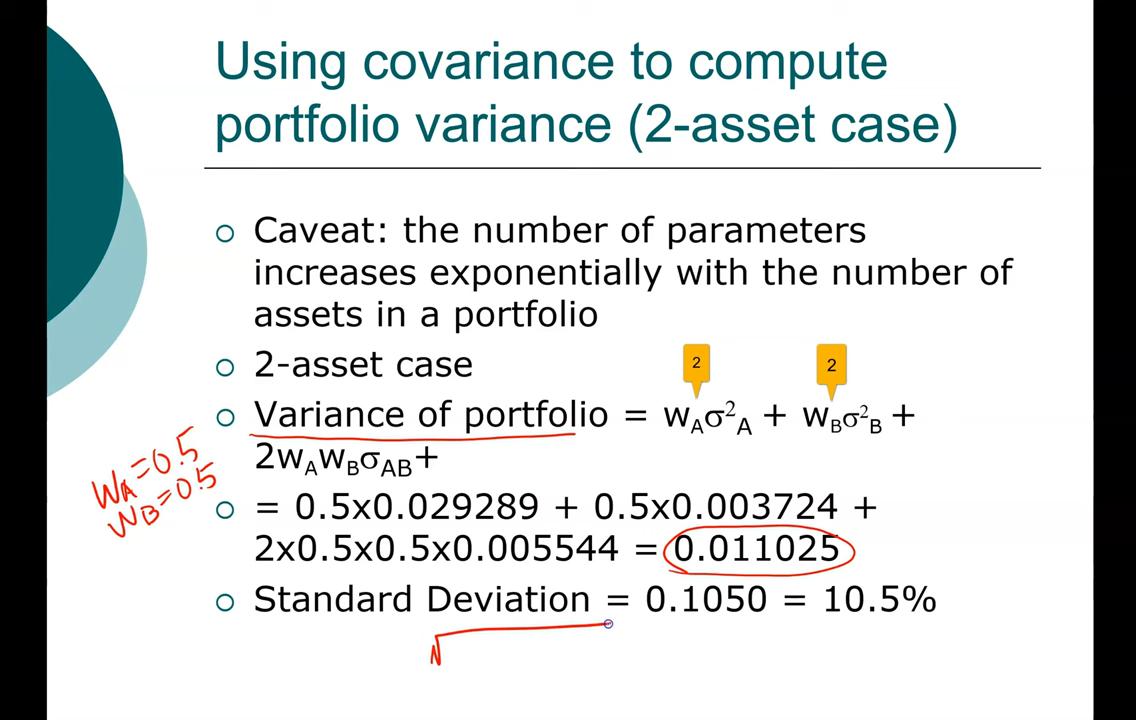 Using covariance to compute
portfolio variance (2-asset case)
Caveat: the number of parameters
increases exponentially with the number of
assets in a portfolio
2-asset case
2 2
Variance of portfolio = wAσ²A + wBσ²B +
2wAwBσAB+
WA=0.5
WB=0.5
= 0.5x0.029289 + 0.5x0.003724 +
2x0.5x0.5x0.005544 = 0.011025
Standard Deviation = 0.1050 = 10.5%
√